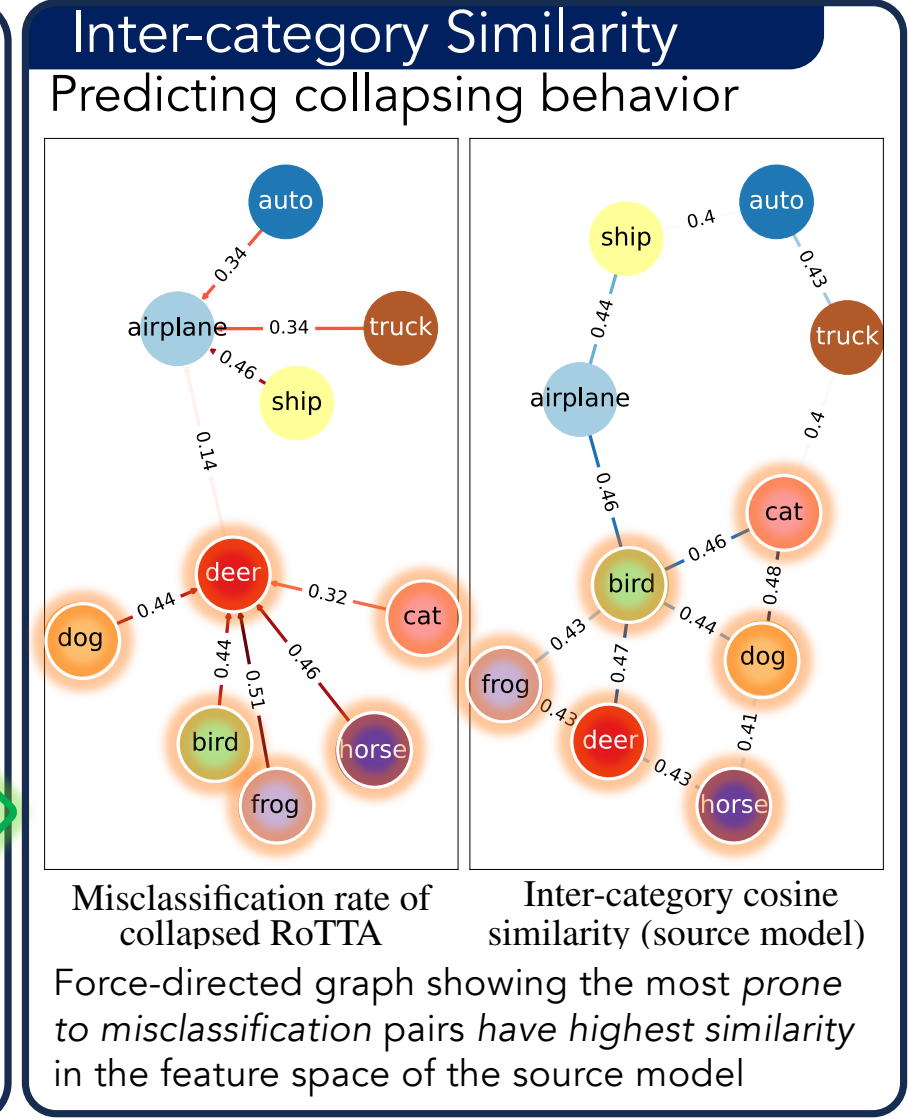 Inter-category Similarity
Predicting collapsing behavior
auto
0.34
airplane
0.34
truck
0.46
ship
0.14
deer
0.44
0.32
dog
cat
0.44
0.51
0.46
bird
horse
frog
auto
ship
0.4
0.43
0.44
truck
airplane
0.4
0.46
cat
0.46
bird
0.48
0.43
0.44
0.47
dog
frog
0.43
deer
0.41
0.43
horse
Misclassification rate of
collapsed RoTTA
Inter-category cosine
similarity (source model)
Force-directed graph showing the most prone
to misclassification pairs have highest similarity
in the feature space of the source model